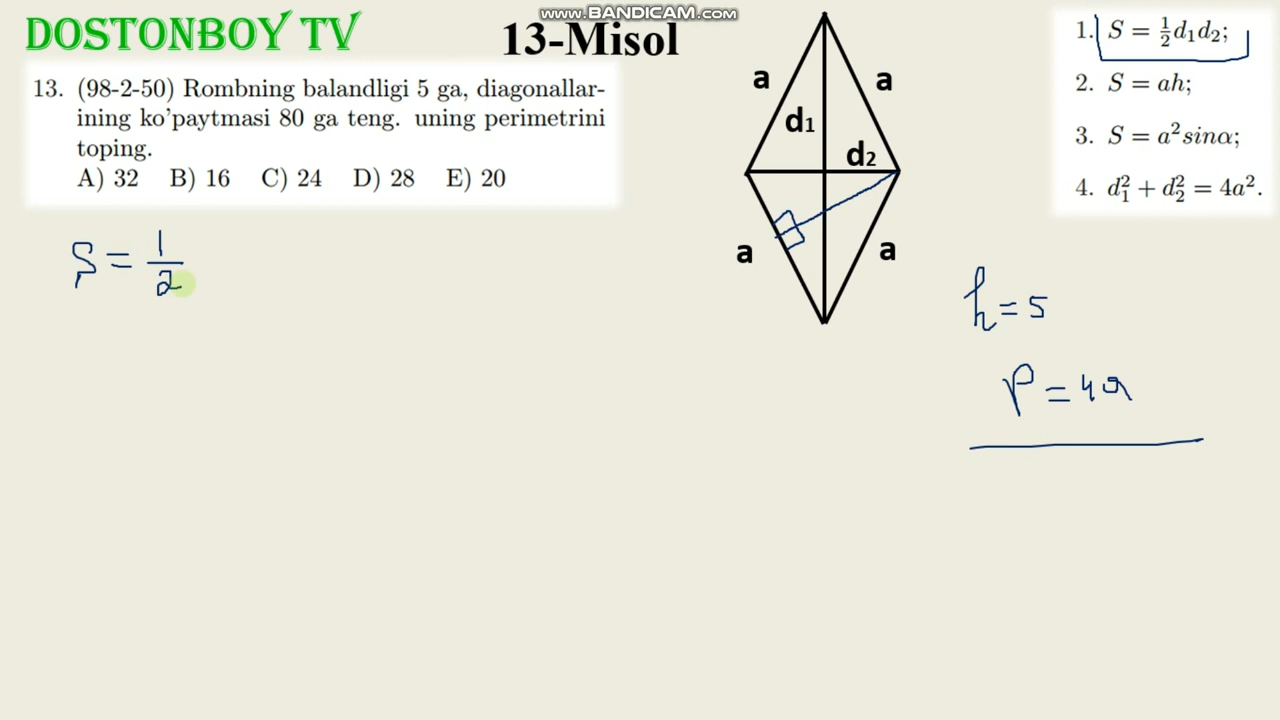 www.BANDICAM.com
DOSTONBOY TV
13-Misol
13. (98-2-50) Rombning balandligi 5 ga, diagonallar-
ining ko'paytmasi 80 ga teng. uning perimetrini
toping.
A) 32 B) 16 C) 24 D) 28 E) 20
a
a
d₁
d₂
a
a
1. S = ½d₁d₂;
2. S = ah;
3. S = a²sinα;
4. d₁² + d₂² = 4a².
S = 1/2
h = 5
P = 4a